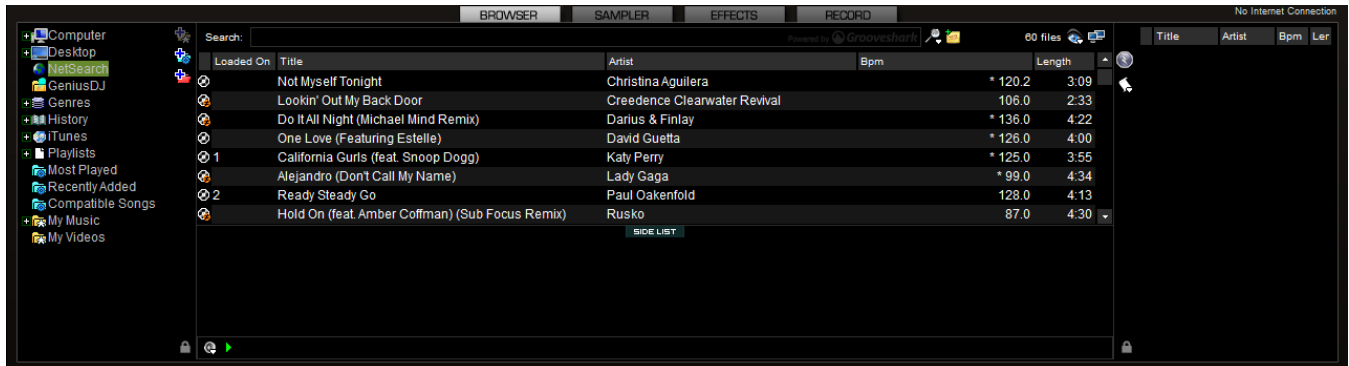 BROWSER SAMPLER EFFECTS RECORD
No Internet Connection
Computer
Desktop
NetSearch
GeniusDJ
Genres
History
iTunes
Playlists
Most Played
Recently Added
Compatible Songs
My Music
My Videos
Search: Powered by Grooveshark 60 files
Loaded On Title Artist Bpm Length
Not Myself Tonight Christina Aguilera * 120.2 3:09
Lookin' Out My Back Door Creedence Clearwater Revival 106.0 2:33
Do It All Night (Michael Mind Remix) Darius & Finlay * 136.0 4:22
One Love (Featuring Estelle) David Guetta * 126.0 4:00
1 California Gurls (feat. Snoop Dogg) Katy Perry * 125.0 3:55
Alejandro (Don't Call My Name) Lady Gaga * 99.0 4:34
2 Ready Steady Go Paul Oakenfold 128.0 4:13
Hold On (feat. Amber Coffman) (Sub Focus Remix) Rusko 87.0 4:30
SIDE LIST
Title Artist Bpm Ler